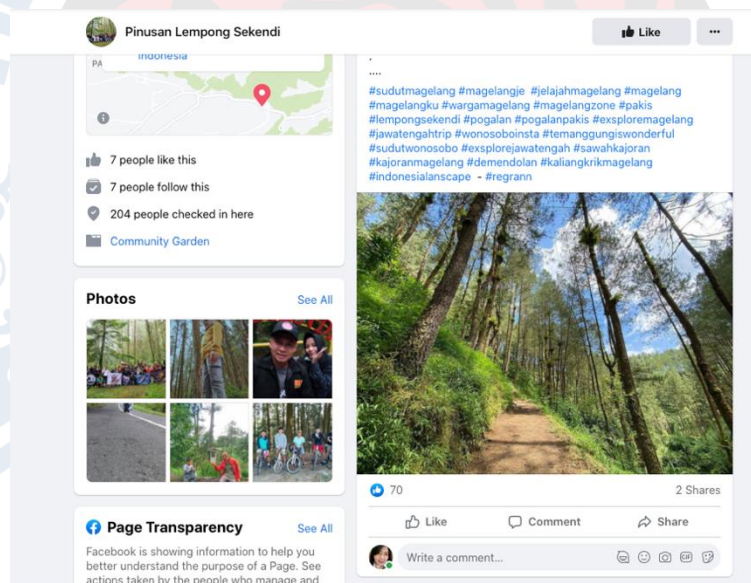 Pinusan Lempong Sekendi
Like
...
PA
Indonesia
7 people like this
7 people follow this
204 people checked in here
Community Garden
Photos
See All
Page Transparency
See All
Facebook is showing information to help you
better understand the purpose of a Page. See
actions taken by the people who manage and
.
....
#sudutmagelang #magelangje #jelajahmagelang #magelang
#magelangku #wargamagelang #magelangzone #pakis
#lempongsekendi #pogalan #pogalanpakis #exsploremagelang
#jawatengahtrip #wonosoboinsta #temanggungiswonderful
#sudutwonosobo #exsplorejawatengah #sawahkajoran
#kajoranmagelang #demendolan #kaliangkrikmagelang
#indonesialanscape - #regrann
70
2 Shares
Like
Comment
Share
Write a comment...
GIF